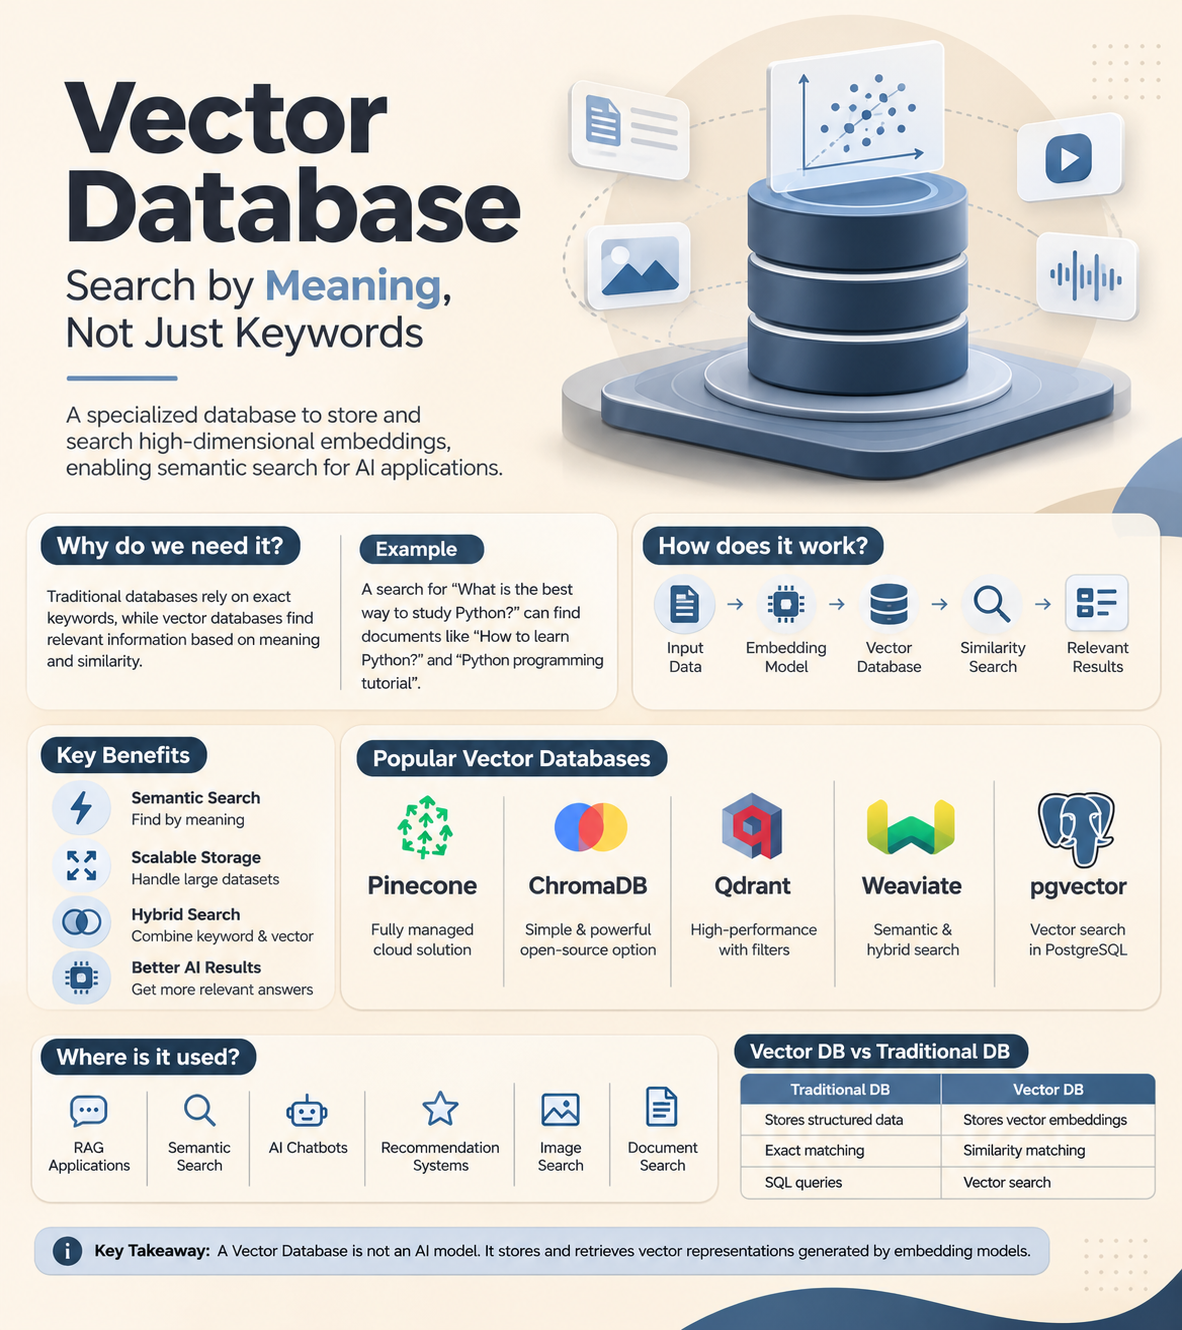 Vector
Database
Search by Meaning,
Not Just Keywords
A specialized database to store and
search high-dimensional embeddings,
enabling semantic search for AI applications.
Why do we need it?
Traditional databases rely on exact
keywords, while vector databases find
relevant information based on meaning
and similarity.
Example
A search for “What is the best
way to study Python?” can find
documents like “How to learn
Python?” and “Python programming
tutorial”.
How does it work?
Input
Data
Embedding
Model
Vector
Database
Similarity
Search
Relevant
Results
Key Benefits
Semantic Search
Find by meaning
Scalable Storage
Handle large datasets
Hybrid Search
Combine keyword & vector
Better AI Results
Get more relevant answers
Popular Vector Databases
Pinecone
Fully managed
cloud solution
ChromaDB
Simple & powerful
open-source option
Qdrant
High-performance
with filters
Weaviate
Semantic &
hybrid search
pgvector
Vector search
in PostgreSQL
Where is it used?
RAG
Applications
Semantic
Search
AI Chatbots
Recommendation
Systems
Image
Search
Document
Search
Vector DB vs Traditional DB
Traditional DB
Vector DB
Stores structured data
Stores vector embeddings
Exact matching
Similarity matching
SQL queries
Vector search
Key Takeaway: A Vector Database is not an AI model. It stores and retrieves vector representations generated by embedding models.